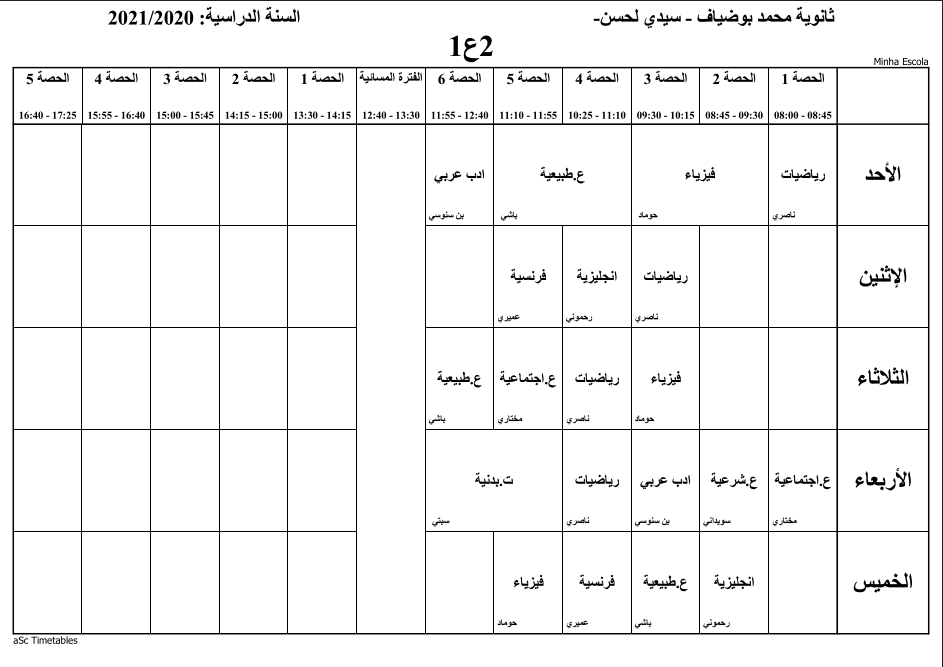 ثانوية محمد بوضياف - سيدي لحسن-
السنة الدراسية: 2021/2020
2ع1
Minha Escola
الحصة 1 الحصة 2 الحصة 3 الحصة 4 الحصة 5 الحصة 6 الفترة المسائية الحصة 1 الحصة 2 الحصة 3 الحصة 4 الحصة 5
08:00 - 08:45 08:45 - 09:30 09:30 - 10:15 10:25 - 11:10 11:10 - 11:55 11:55 - 12:40 12:40 - 13:30 13:30 - 14:15 14:15 - 15:00 15:00 - 15:45 15:55 - 16:40 16:40 - 17:25
الأحد رياضيات فيزياء ع.طبيعية ادب عربي
ناصري حوماد باشي بن سنوسي
الإثنين رياضيات انجليزية فرنسية
ناصري رحموني عميري
الثلاثاء فيزياء رياضيات ع.اجتماعية ع.طبيعية
حوماد ناصري مختاري باشي
الأربعاء ع.اجتماعية ع.شرعية ادب عربي رياضيات ت.بدنية
مختاري سويداني بن سنوسي ناصري سبتي
الخميس انجليزية ع.طبيعية فرنسية فيزياء
رحموني باشي عميري حوماد
aSc Timetables